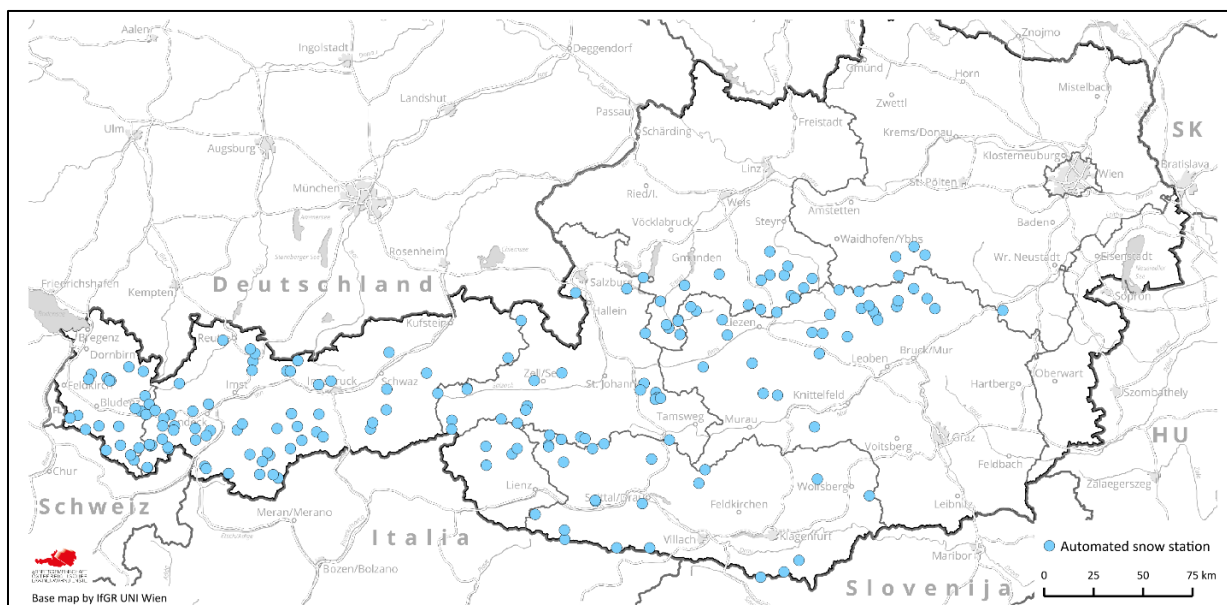 Aalen
Ingolstadt
Deggendorf
Znojmo
Gmünd
Horn
Mistelbach
Landshut
Zwettl
Passau
Ulm
Augsburg
Schärding
Freistadt
Krems/Donau
SK
Klosterneuburg
Bratislava
München
Ried/I.
Linz
Wels
St. Pölten
Wien
Amstetten
Vöcklabruck
Steyr
Baden
Rosenheim
Gmunden
Waidhofen/Ybbs
Wr. Neustadt
Eisenstadt
Friedrichshafen
Kempten
Deutschland
Salzburg
Hallein
Sopron
Bregenz
Kufstein
Dornbirn
Liezen
Bruck/Mur
Leoben
Feldkirch
Imst
Schwaz
Zell/See
St. Johann
Hartberg
Oberwart
Bludenz
Knittelfeld
Szombathely
Tamsweg
Murau
Chur
Voitsberg
Graz
HU
Feldbach
Zalaegerszeg
Schweiz
Lienz
Feldkirchen
Wolfsberg
Meran/Merano
Italia
Villach
Klagenfurt
Maribor
Automated snow station
Bozen/Bolzano
Slovenija
0 25 50 75 km
Base map by IfGR UNI Wien